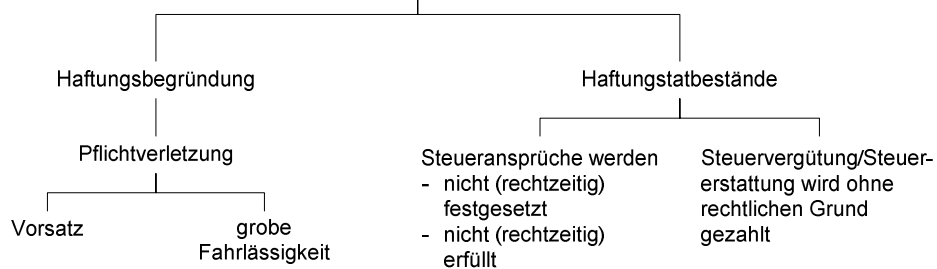 Haftungsbegründung
Pflichtverletzung
Vorsatz
grobe
Fahrlässigkeit
Haftungstatbestände
Steueransprüche werden
- nicht (rechtzeitig)
festgesetzt
- nicht (rechtzeitig)
erfüllt
Steuervergütung/Steuer-
erstattung wird ohne
rechtlichen Grund
gezahlt